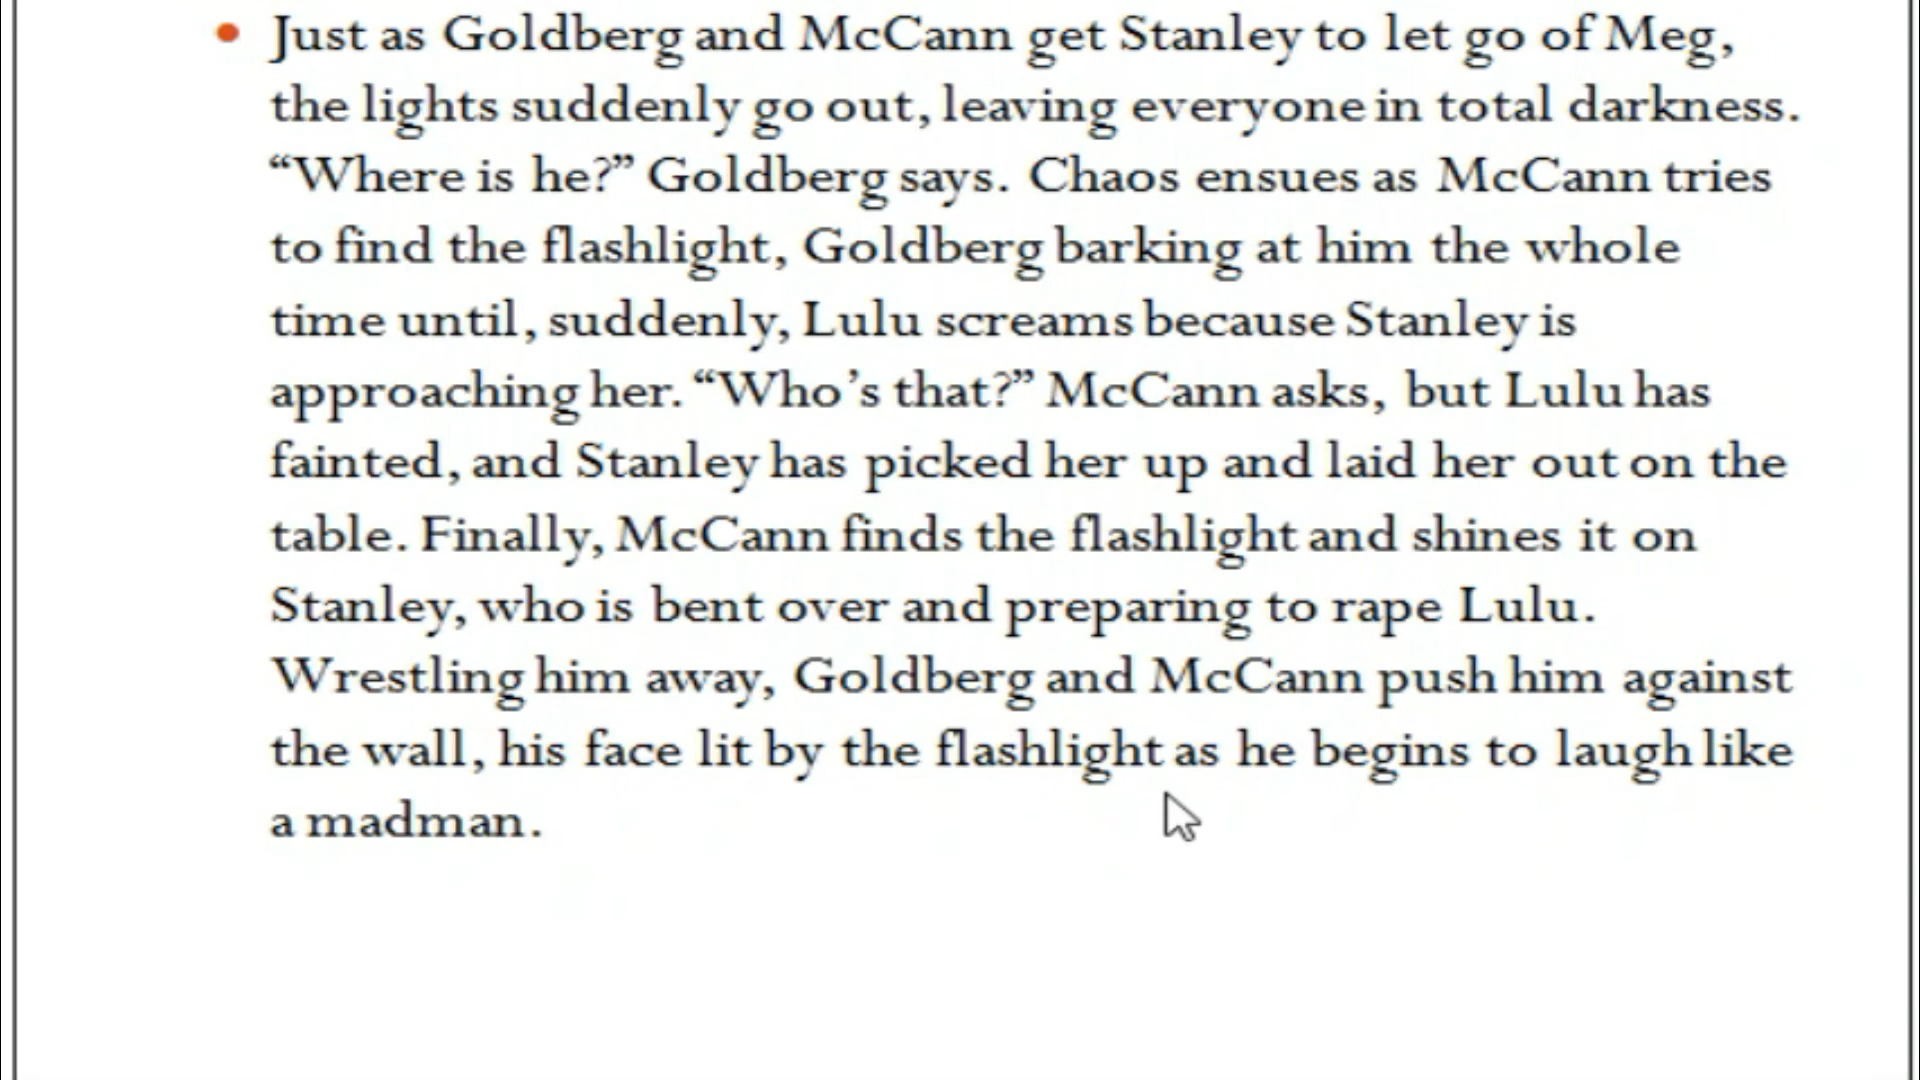 • Just as Goldberg and McCann get Stanley to let go of Meg,
the lights suddenly go out, leaving everyone in total darkness.
“Where is he?” Goldberg says. Chaos ensues as McCann tries
to find the flashlight, Goldberg barking at him the whole
time until, suddenly, Lulu screams because Stanley is
approaching her. “Who’s that?” McCann asks, but Lulu has
fainted, and Stanley has picked her up and laid her out on the
table. Finally, McCann finds the flashlight and shines it on
Stanley, who is bent over and preparing to rape Lulu.
Wrestling him away, Goldberg and McCann push him against
the wall, his face lit by the flashlight as he begins to laugh like
a madman.